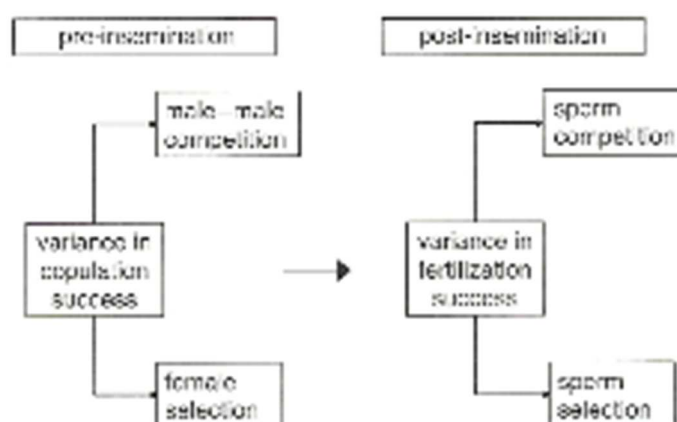 pre-insemination
post-insemination
male–male
competition
sperm
competition
variance in
copulation
success
variance in
fertilization
success
female
selection
sperm
selection